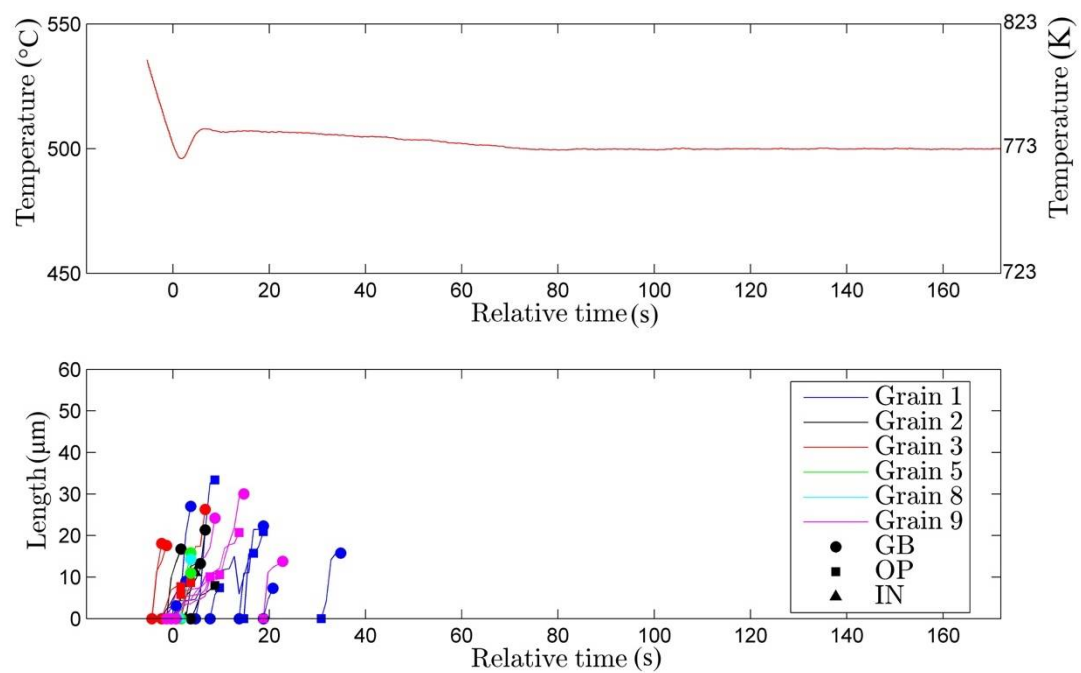 550
500
450
Temperature (°C)
823
773
723
Temperature (K)
0 20 40 60 80 100 120 140 160
Relative time (s)
60
50
40
30
20
10
0
Length (μm)
Grain 1
Grain 2
Grain 3
Grain 5
Grain 8
Grain 9
GB
OP
IN
0 20 40 60 80 100 120 140 160
Relative time (s)